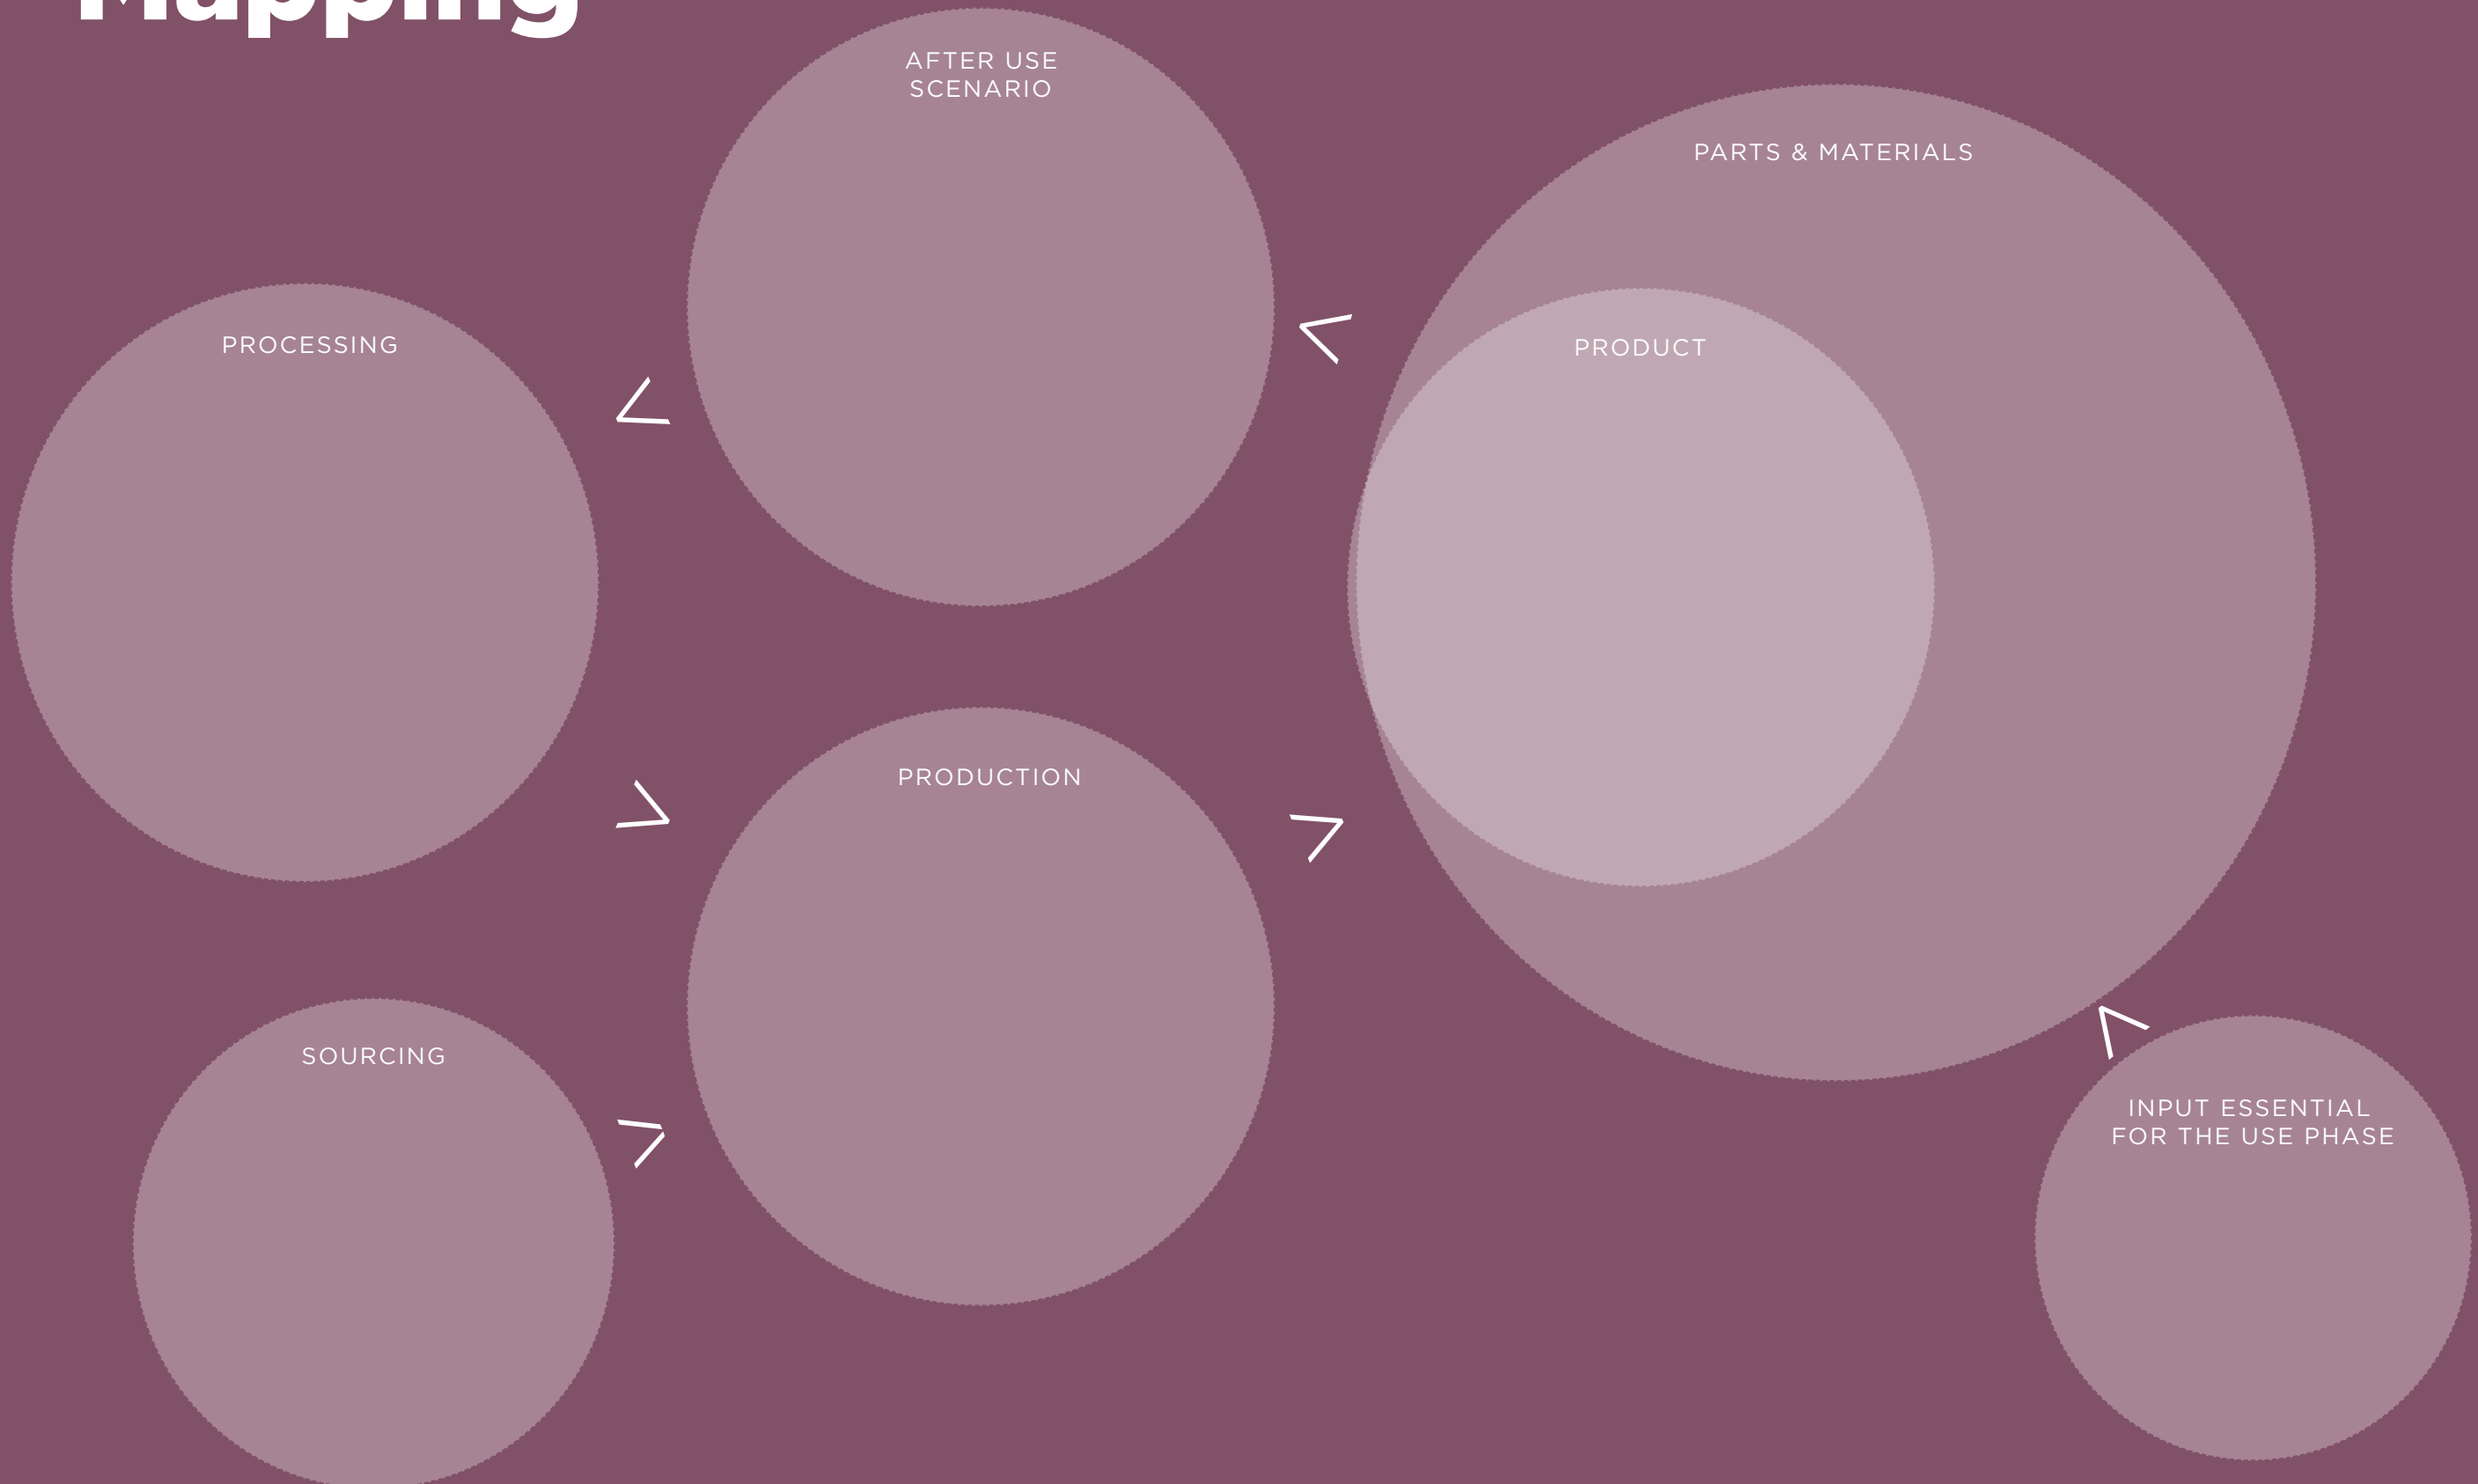 Mapping
AFTER USE
SCENARIO
PARTS & MATERIALS
PROCESSING
PRODUCT
PRODUCTION
SOURCING
INPUT ESSENTIAL
FOR THE USE PHASE